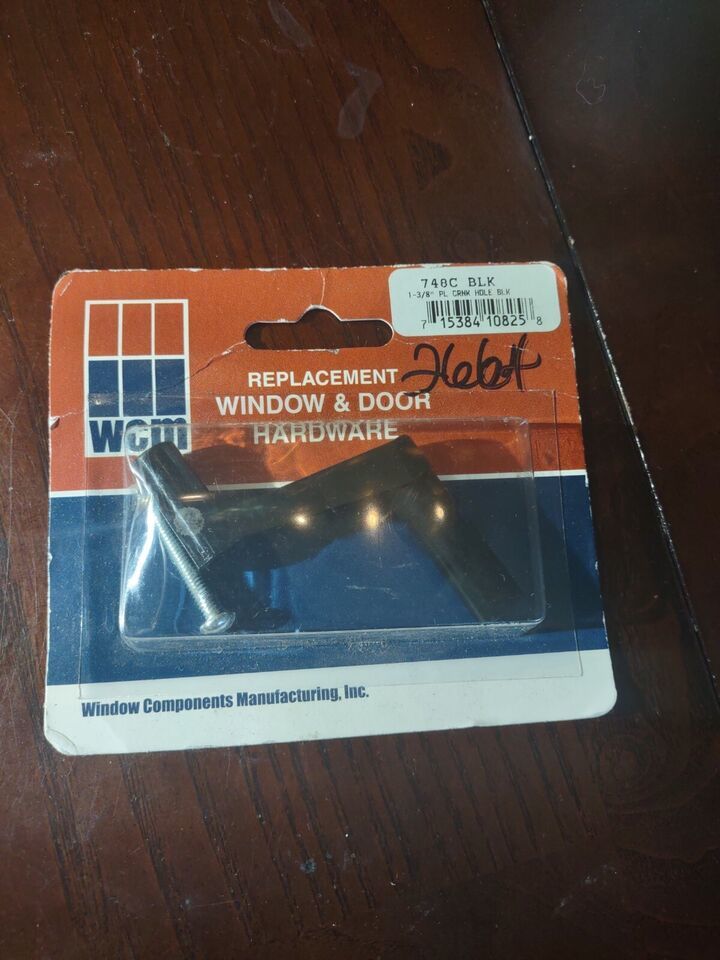 748C BLK
1-3/8" PL CRNK HOLE BLK
7 15384 10825 8
REPLACEMENT
WINDOW & DOOR
HARDWARE
wcm
Window Components Manufacturing, Inc.